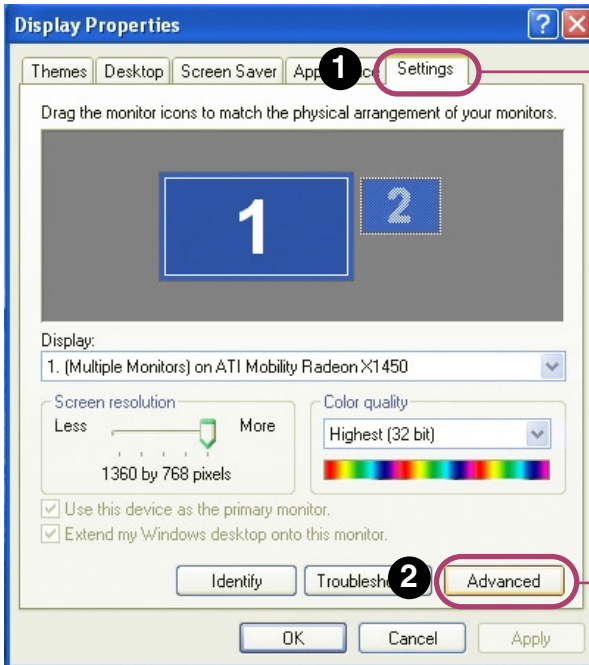 Display Properties
Themes Desktop Screen Saver 1 Settings
Drag the monitor icons to match the physical arrangement of your monitors.
1 2
Display:
1. (Multiple Monitors) on ATI Mobility Radeon X1450
Screen resolution
Less More
1360 by 768 pixels
Color quality
Highest (32 bit)
Use this device as the primary monitor.
Extend my Windows desktop onto this monitor.
Identify 2 Advanced
OK Cancel Apply